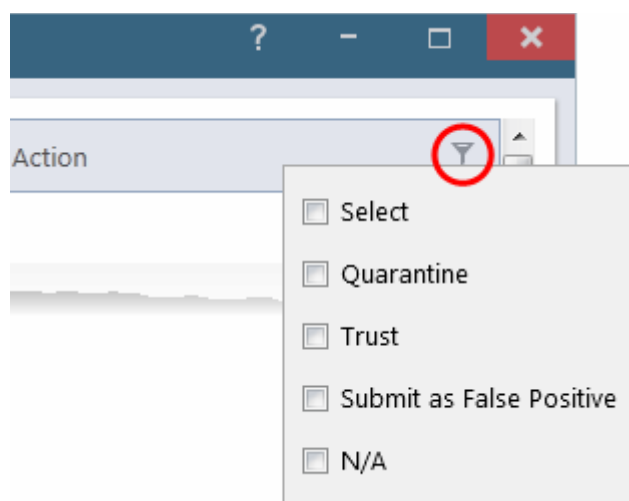 ?
Action
Select
Quarantine
Trust
Submit as False Positive
N/A